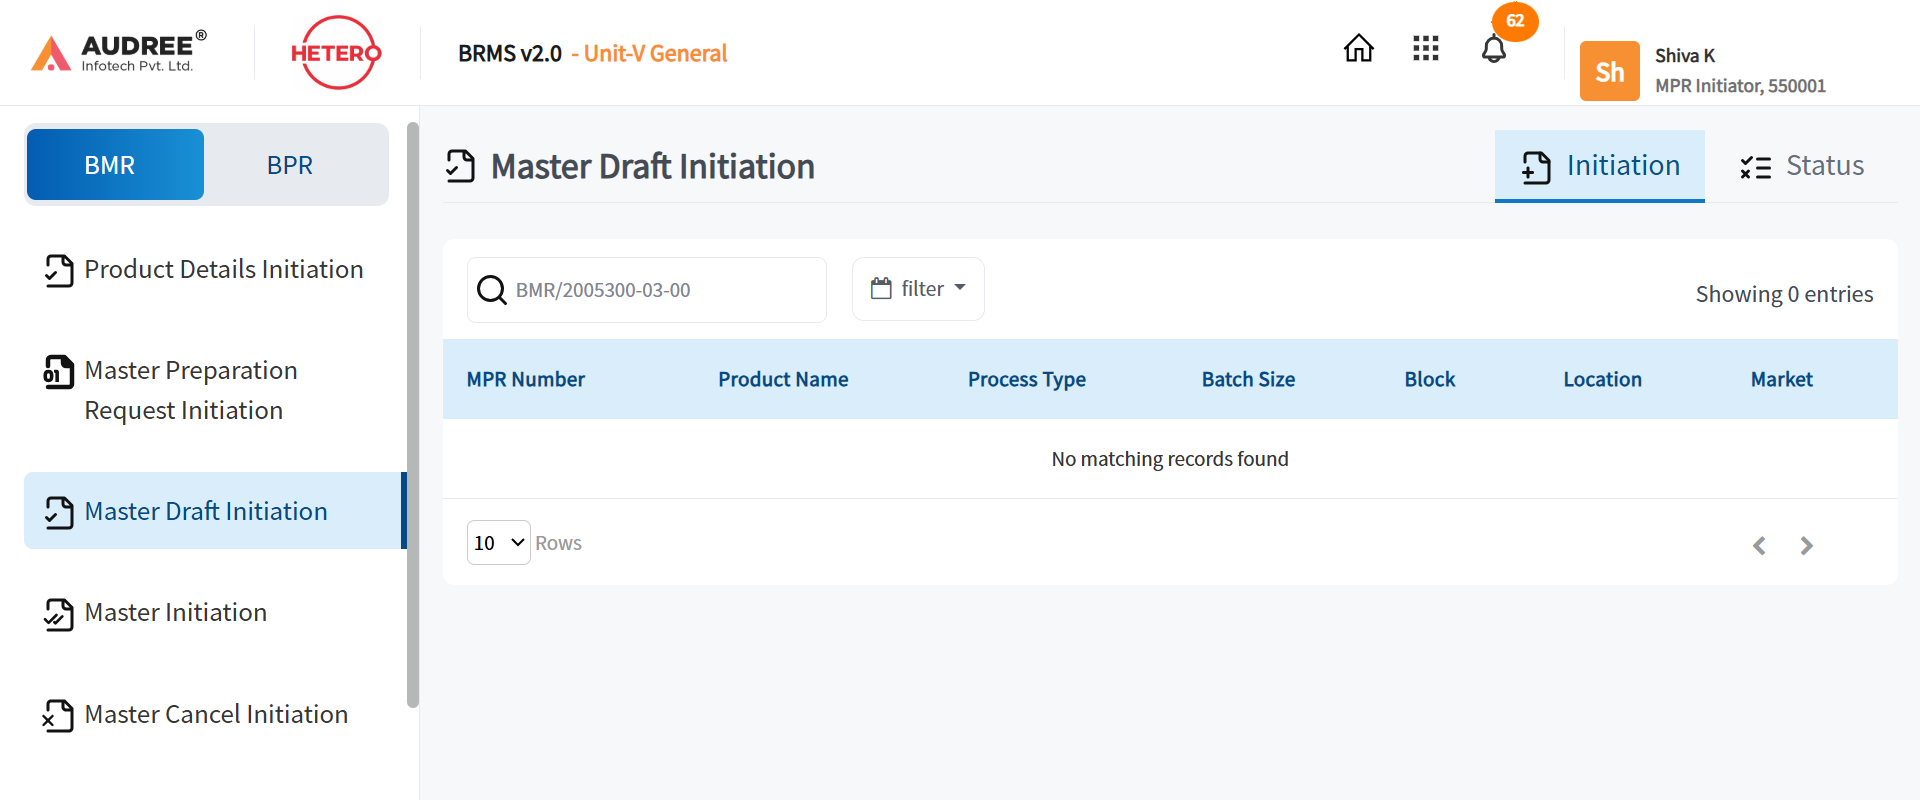 AUDREE®
Infotech Pvt. Ltd.
HETERO
BRMS v2.0 - Unit-V General
62
Sh
Shiva K
MPR Initiator, 550001
BMR
BPR
Product Details Initiation
Master Preparation
Request Initiation
Master Draft Initiation
Master Initiation
Master Cancel Initiation
Master Draft Initiation
Initiation
Status
BMR/2005300-03-00
filter
Showing 0 entries
MPR Number Product Name Process Type Batch Size Block Location Market
No matching records found
10 Rows